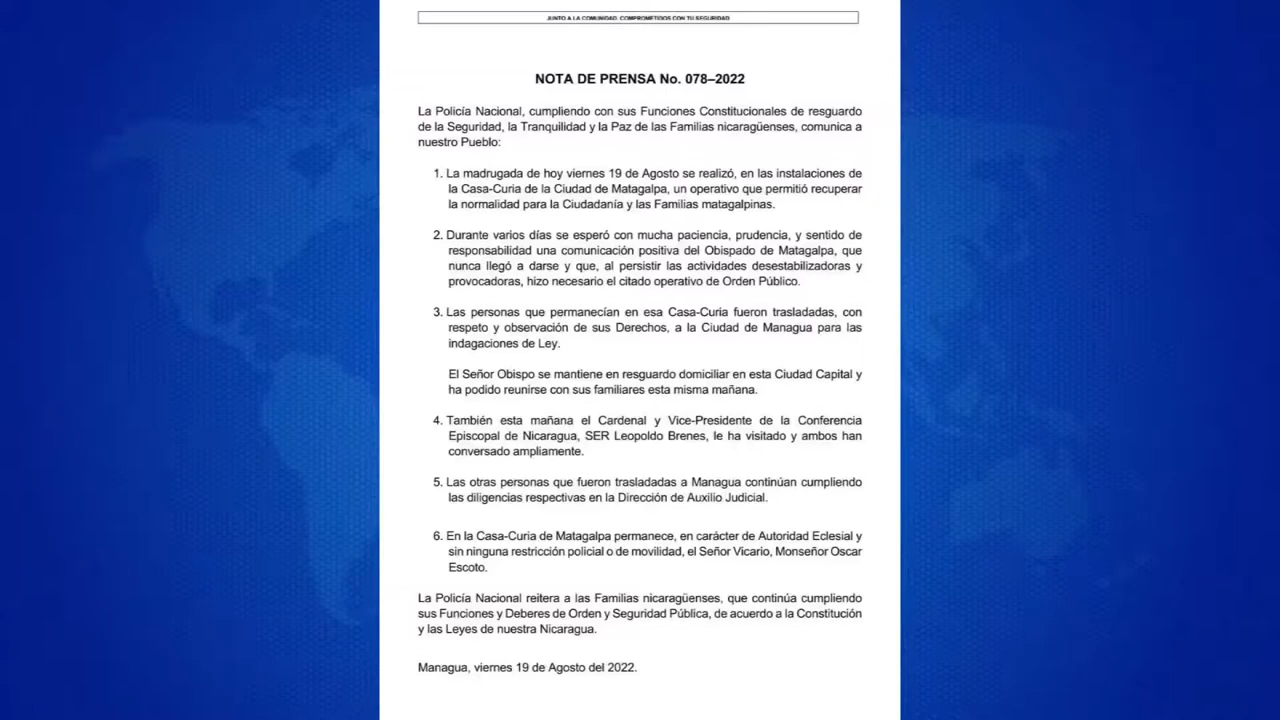 JUNTO A LA COMUNIDAD, COMPROMETIDOS CON TU SEGURIDAD
NOTA DE PRENSA No. 078–2022
La Policía Nacional, cumpliendo con sus Funciones Constitucionales de resguardo
de la Seguridad, la Tranquilidad y la Paz de las Familias nicaragüenses, comunica a
nuestro Pueblo:
1. La madrugada de hoy viernes 19 de Agosto se realizó, en las instalaciones de
la Casa-Curia de la Ciudad de Matagalpa, un operativo que permitió recuperar
la normalidad para la Ciudadanía y las Familias matagalpinas.
2. Durante varios días se esperó con mucha paciencia, prudencia, y sentido de
responsabilidad una comunicación positiva del Obispado de Matagalpa, que
nunca llegó a darse y que, al persistir las actividades desestabilizadoras y
provocadoras, hizo necesario el citado operativo de Orden Público.
3. Las personas que permanecían en esa Casa-Curia fueron trasladadas, con
respeto y observación de sus Derechos, a la Ciudad de Managua para las
indagaciones de Ley.
El Señor Obispo se mantiene en resguardo domiciliar en esta Ciudad Capital y
ha podido reunirse con sus familiares esta misma mañana.
4. También esta mañana el Cardenal y Vice-Presidente de la Conferencia
Episcopal de Nicaragua, SER Leopoldo Brenes, le ha visitado y ambos han
conversado ampliamente.
5. Las otras personas que fueron trasladadas a Managua continúan cumpliendo
las diligencias respectivas en la Dirección de Auxilio Judicial.
6. En la Casa-Curia de Matagalpa permanece, en carácter de Autoridad Eclesial y
sin ninguna restricción policial o de movilidad, el Señor Vicario, Monseñor Oscar
Escoto.
La Policía Nacional reitera a las Familias nicaragüenses, que continúa cumpliendo
sus Funciones y Deberes de Orden y Seguridad Pública, de acuerdo a la Constitución
y las Leyes de nuestra Nicaragua.
Managua, viernes 19 de Agosto del 2022.